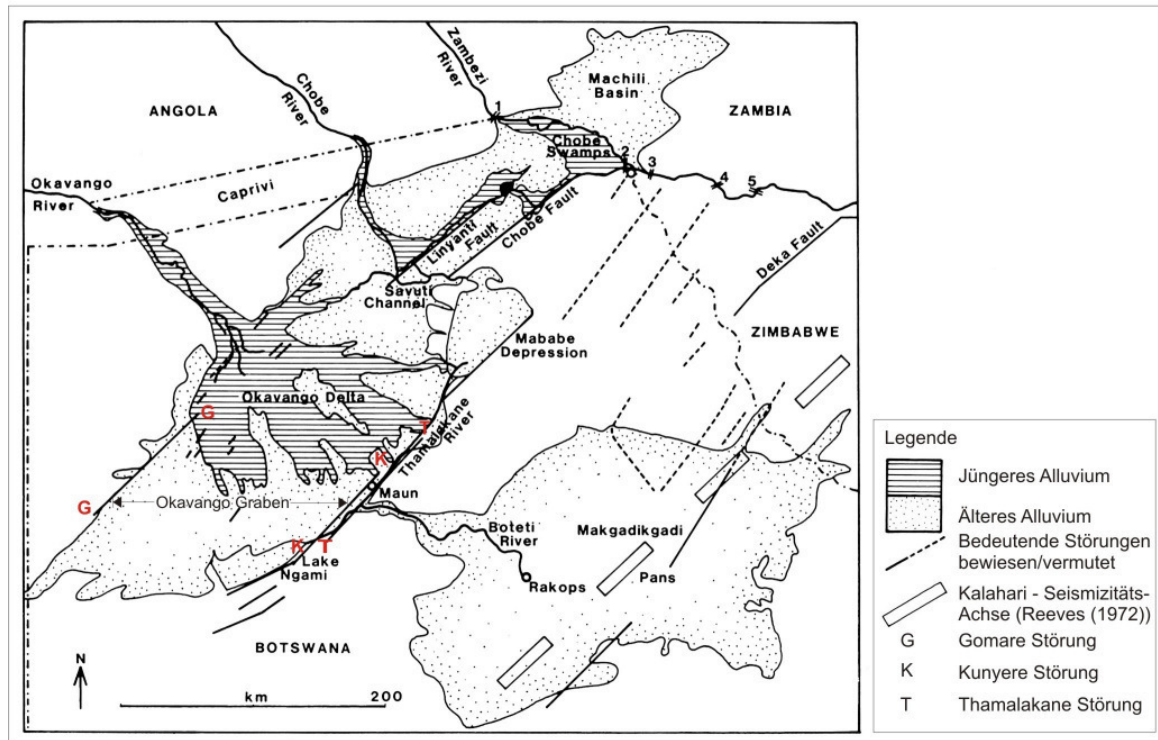 Zambezi
River
Machili
Basin
Chobe
River
ANGOLA
ZAMBIA
1
Chobe
Swamps
2
3
4
5
Okavango
River
Caprivi
Linyanti
Fault
Chobe Fault
Deka Fault
Savuti
Channel
ZIMBABWE
Mababe
Depression
Okavango Delta
G
T
Thamalakane
River
K
G
Okavango Graben
Maun
Boteti
River
Makgadikgadi
K
T
Lake
Ngami
Rakops
Pans
BOTSWANA
N
km
200
Legende
Jüngeres Alluvium
Älteres Alluvium
Bedeutende Störungen
bewiesen/vermutet
Kalahari - Seismizitäts-
Achse (Reeves (1972))
G Gomare Störung
K Kunyere Störung
T Thamalakane Störung